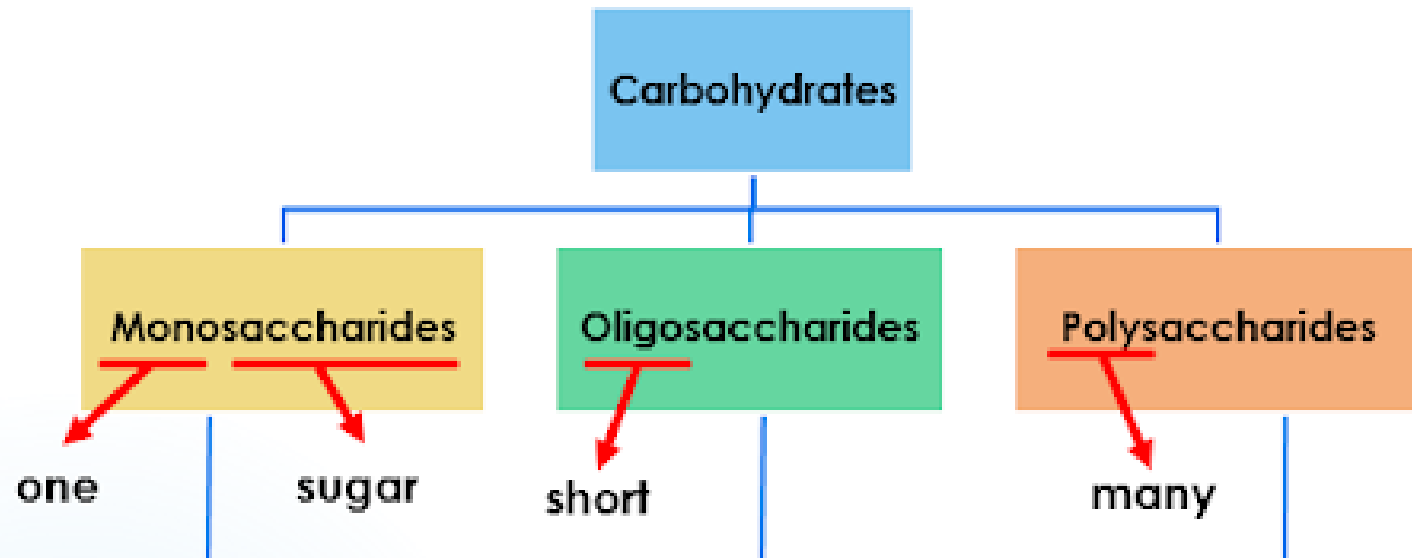 Carbohydrates
Monosaccharides
Oligosaccharides
Polysaccharides
one
sugar
short
many